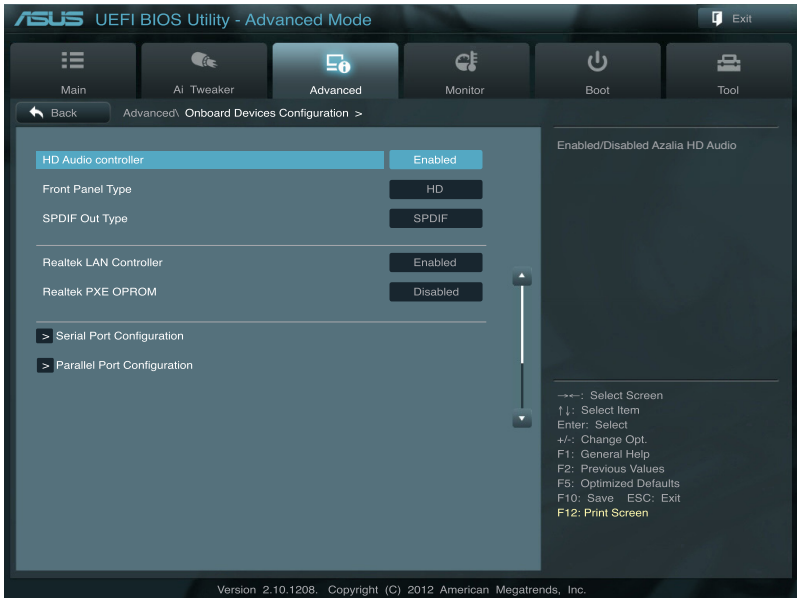 ASUS UEFI BIOS Utility - Advanced Mode
Exit
Main
Ai Tweaker
Advanced
Monitor
Boot
Tool
Back
Advanced\ Onboard Devices Configuration >
HD Audio controller Enabled
Front Panel Type HD
SPDIF Out Type SPDIF
Realtek LAN Controller Enabled
Realtek PXE OPROM Disabled
> Serial Port Configuration
> Parallel Port Configuration
Enabled/Disabled Azalia HD Audio
→←: Select Screen
↑↓: Select Item
Enter: Select
+/-: Change Opt.
F1: General Help
F2: Previous Values
F5: Optimized Defaults
F10: Save ESC: Exit
F12: Print Screen
Version 2.10.1208. Copyright (C) 2012 American Megatrends, Inc.